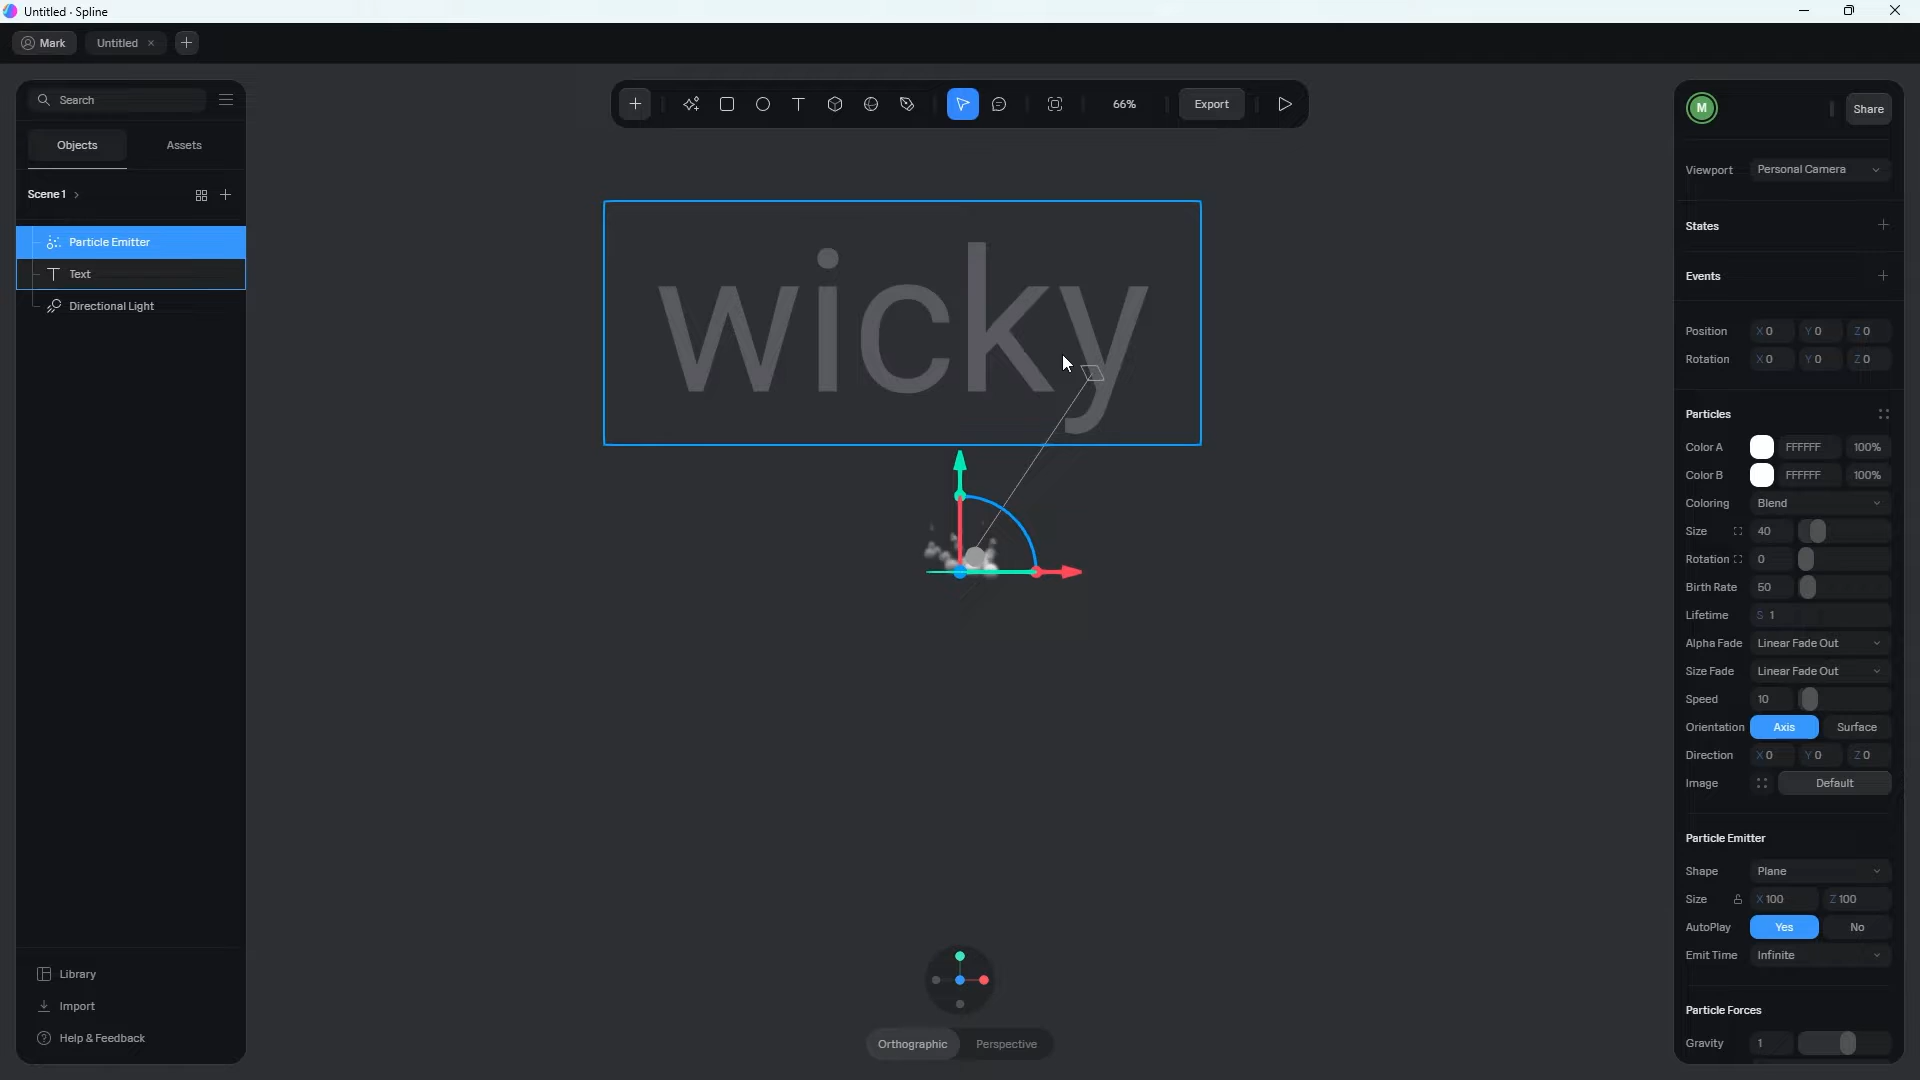 Untitled - Spline
Mark
Untitled
Search
Objects
Assets
Scene 1
Particle Emitter
Text
Directional Light
Library
Import
Help & Feedback
66%
Export
wicky
Orthographic
Perspective
M
Share
Viewport Personal Camera
States
Events
Position X 0 Y 0 Z 0
Rotation X 0 Y 0 Z 0
Particles
Color A FFFFFF 100%
Color B FFFFFF 100%
Coloring Blend
Size 40
Rotation 0
Birth Rate 50
Lifetime S 1
Alpha Fade Linear Fade Out
Size Fade Linear Fade Out
Speed 10
Orientation Axis Surface
Direction X 0 Y 0 Z 0
Image Default
Particle Emitter
Shape Plane
Size X 100 Z 100
AutoPlay Yes No
Emit Time Infinite
Particle Forces
Gravity 1